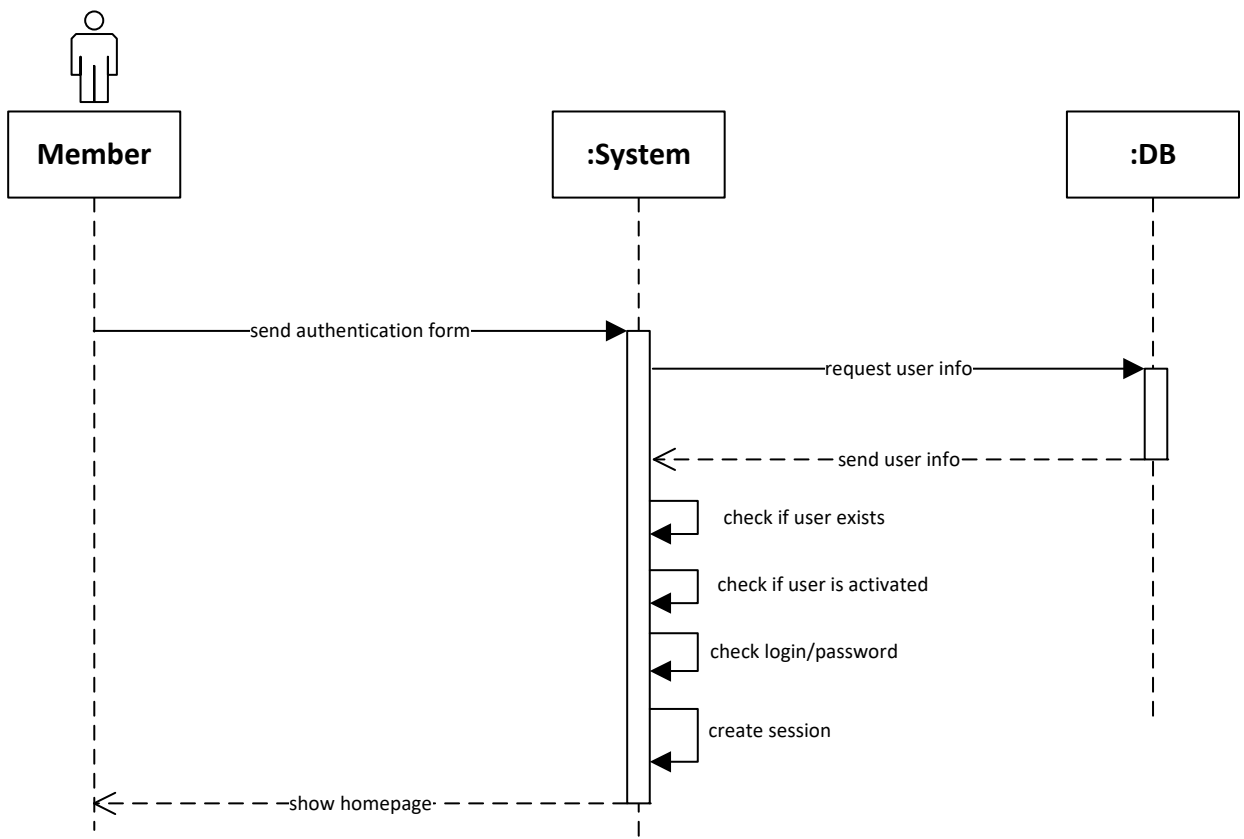 Member
:System
:DB
send authentication form
request user info
send user info
check if user exists
check if user is activated
check login/password
create session
show homepage